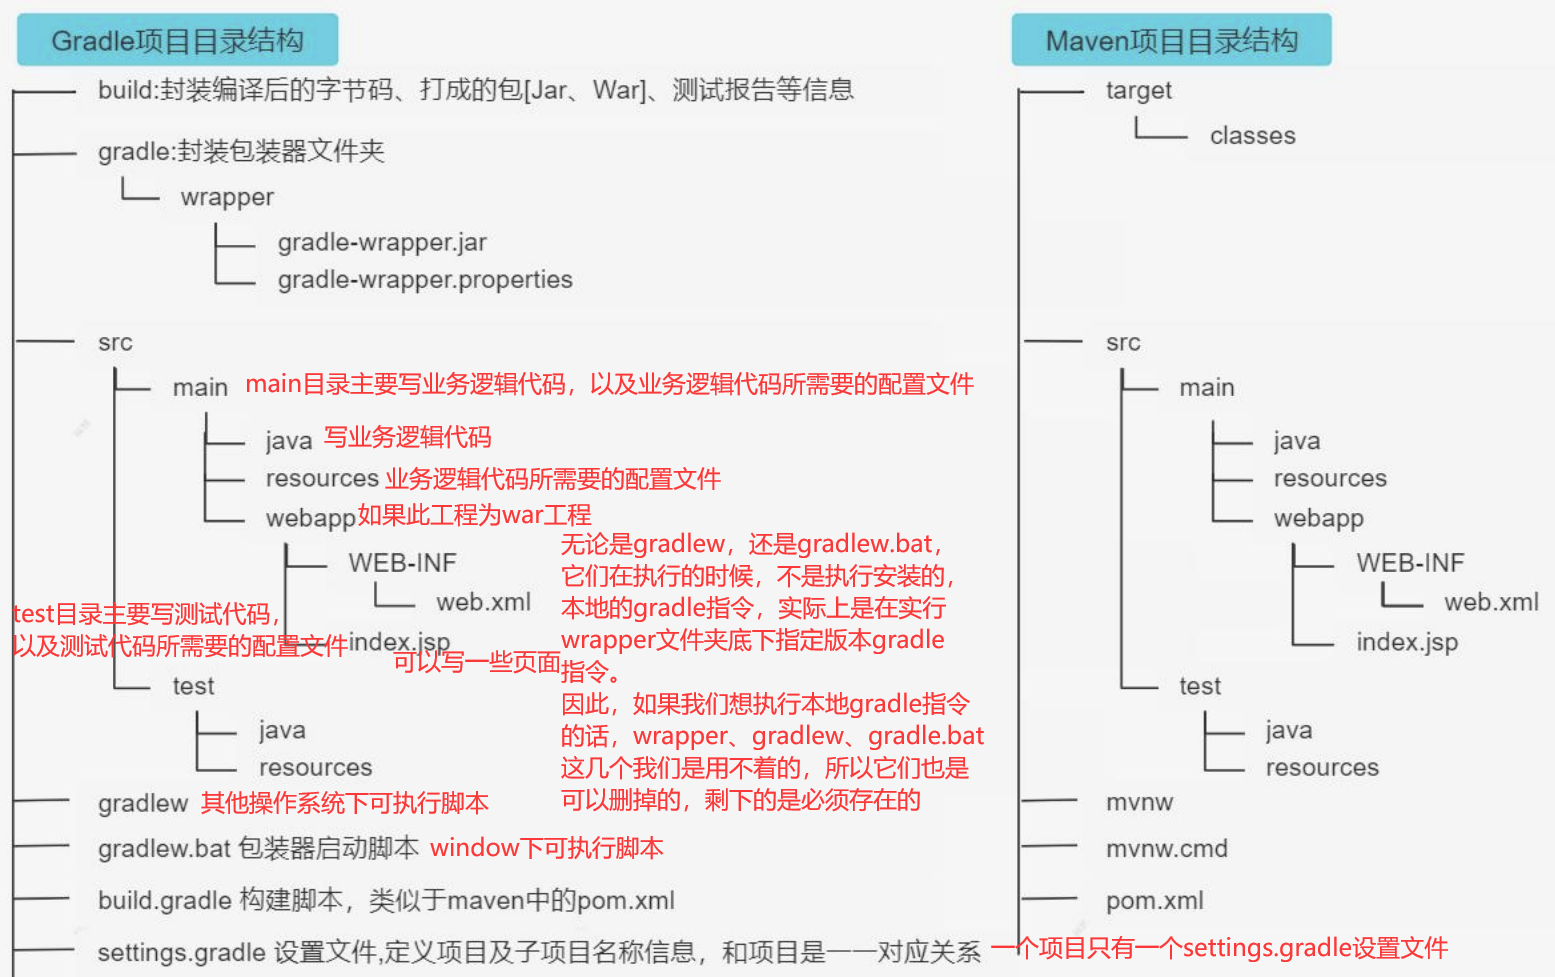 Gradle项目目录结构
build:封装编译后的字节码、打成的包[Jar、War]、测试报告等信息
gradle:封装包装器文件夹
wrapper
gradle-wrapper.jar
gradle-wrapper.properties
src
main main目录主要写业务逻辑代码，以及业务逻辑代码所需要的配置文件
java 写业务逻辑代码
resources 业务逻辑代码所需要的配置文件
webapp 如果此工程为war工程
WEB-INF
web.xml
index.jsp
可以写一些页面
test目录主要写测试代码，
以及测试代码所需要的配置文件
test
java
resources
无论是gradlew，还是gradlew.bat，
它们在执行的时候，不是执行安装的，
本地的gradle指令，实际上是在实行
wrapper文件夹底下指定版本gradle
指令。
因此，如果我们想执行本地gradle指令
的话，wrapper、gradlew、gradle.bat
这几个我们是用不着的，所以它们也是
可以删掉的，剩下的是必须存在的
gradlew 其他操作系统下可执行脚本
gradlew.bat 包装器启动脚本 window下可执行脚本
build.gradle 构建脚本，类似于maven中的pom.xml
settings.gradle 设置文件,定义项目及子项目名称信息，和项目是一一对应关系 一个项目只有一个settings.gradle设置文件
Maven项目目录结构
target
classes
src
main
java
resources
webapp
WEB-INF
web.xml
index.jsp
test
java
resources
mvnw
mvnw.cmd
pom.xml